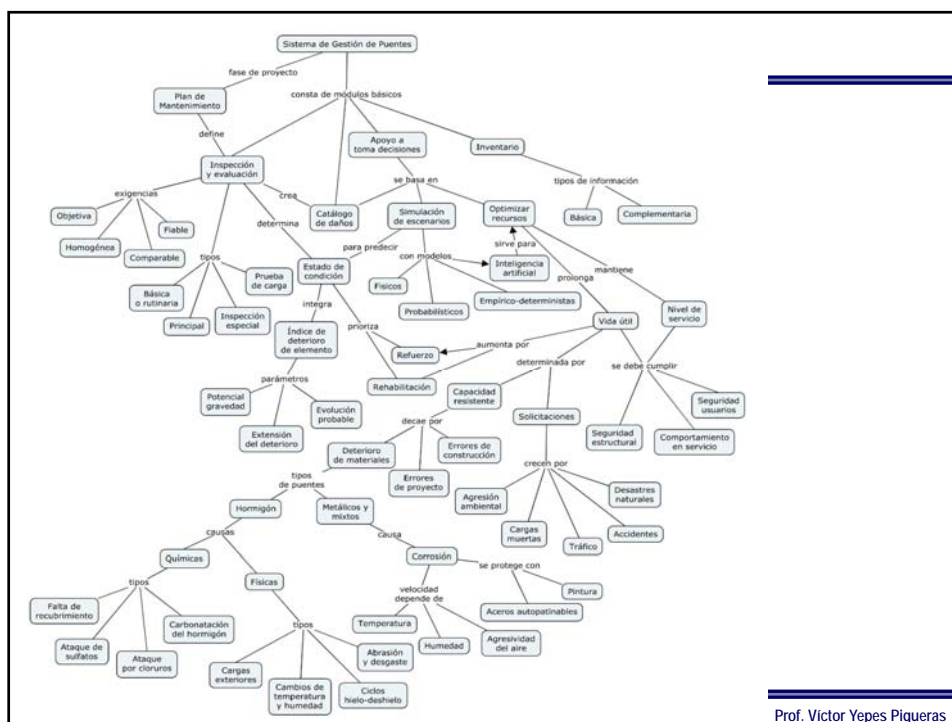 Sistema de Gestión de Puentes
fase de proyecto
Plan de
Mantenimiento
consta de módulos básicos
define
Apoyo a
toma decisiones
Inventario
Inspección
y evaluación
se basa en
tipos de información
exigencias
crea
Objetiva
Fiable
Homogénea
Comparable
determina
Catálogo
de daños
Simulación
de escenarios
Optimizar
recursos
Básica
Complementaria
para predecir
sirve para
tipos
Prueba
de carga
Estado de
condición
con modelos
Inteligencia
artificial
prolonga
mantiene
Básica
o rutinaria
Físicos
Empírico-deterministas
Principal
Inspección
especial
integra
Probabilísticos
Vida útil
Nivel de
servicio
Índice de
deterioro
de elemento
prioriza
Refuerzo
aumenta por
determinada por
se debe cumplir
parámetros
Rehabilitación
Capacidad
resistente
Potencial
gravedad
Evolución
probable
Solicitaciones
Seguridad
usuarios
Extensión
del deterioro
decae por
Seguridad
estructural
Comportamiento
en servicio
Deterioro
de materiales
Errores de
construcción
Errores
de proyecto
crecen por
tipos
de puentes
Agresión
ambiental
Desastres
naturales
Hormigón
Metálicos y
mixtos
Cargas
muertas
Tráfico
Accidentes
causas
causa
Químicas
Físicas
Corrosión
se protege con
tipos
velocidad
depende de
Pintura
Aceros autopatinables
Falta de
recubrimiento
Carbonatación
del hormigón
Temperatura
tipos
Humedad
Agresividad
del aire
Ataque de
sulfatos
Ataque
por cloruros
Abrasión
y desgaste
Cargas
exteriores
Cambios de
temperatura
y humedad
Ciclos
hielo-deshielo
Prof. Víctor Yepes Piqueras